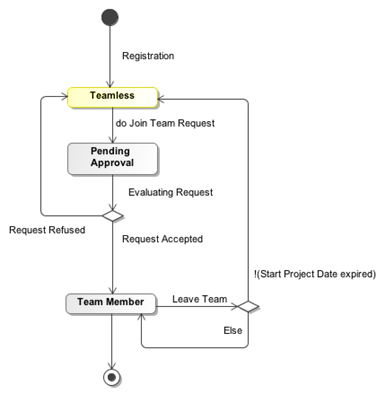 Registration
Teamless
do Join Team Request
Pending
Approval
Evaluating Request
Request Refused
Request Accepted
!(Start Project Date expired)
Team Member
Leave Team
Else